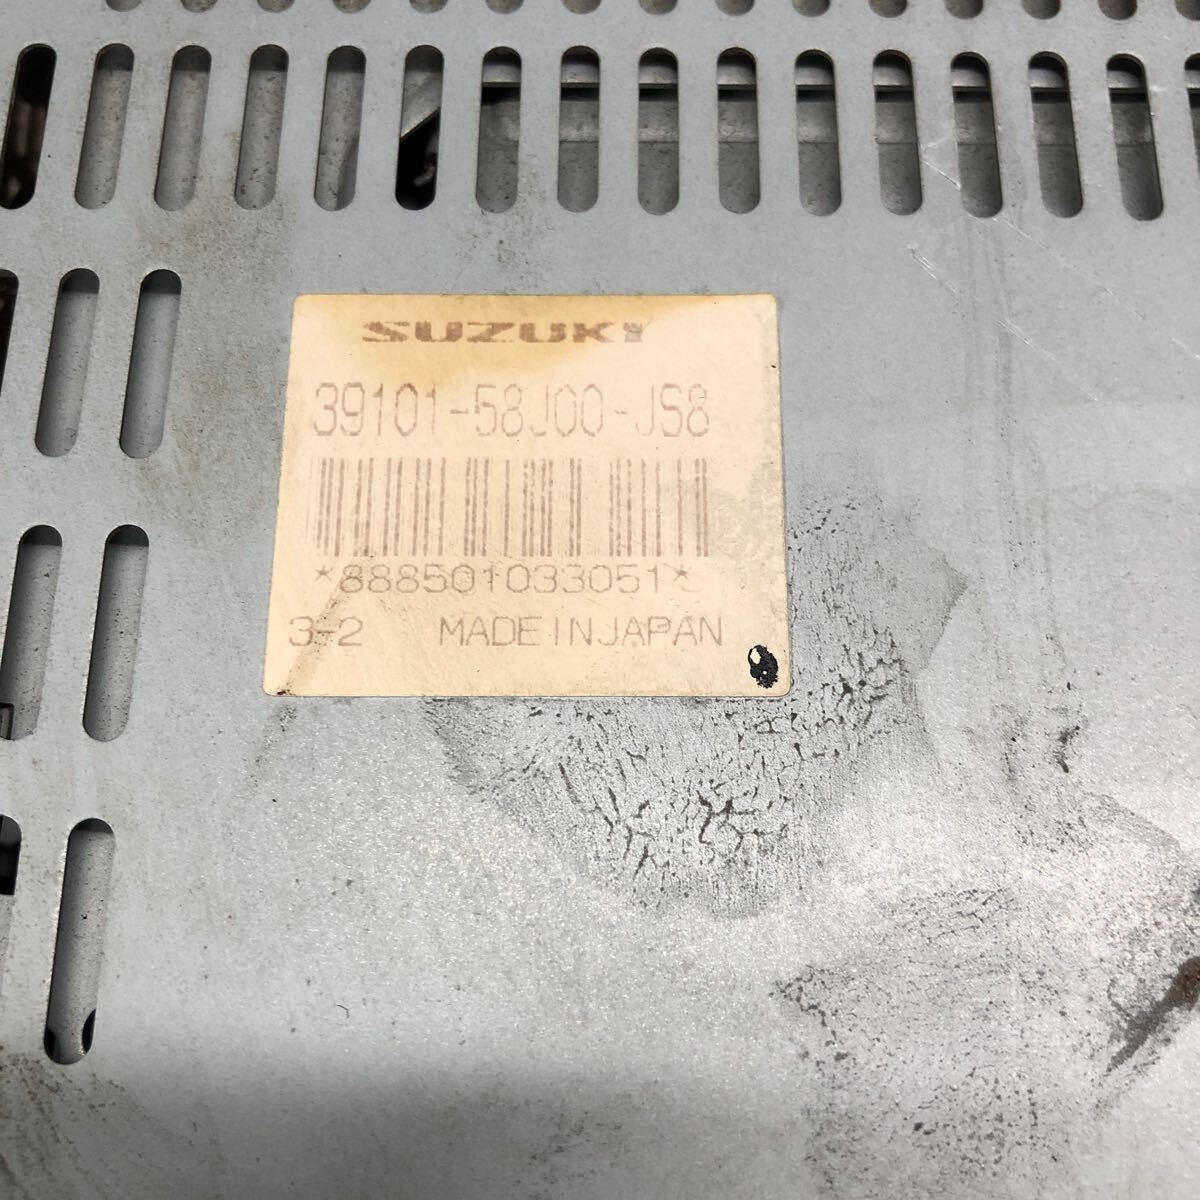 SUZUKI
39101-58J00-JS8
*888501033051*
3-2 MADE IN JAPAN